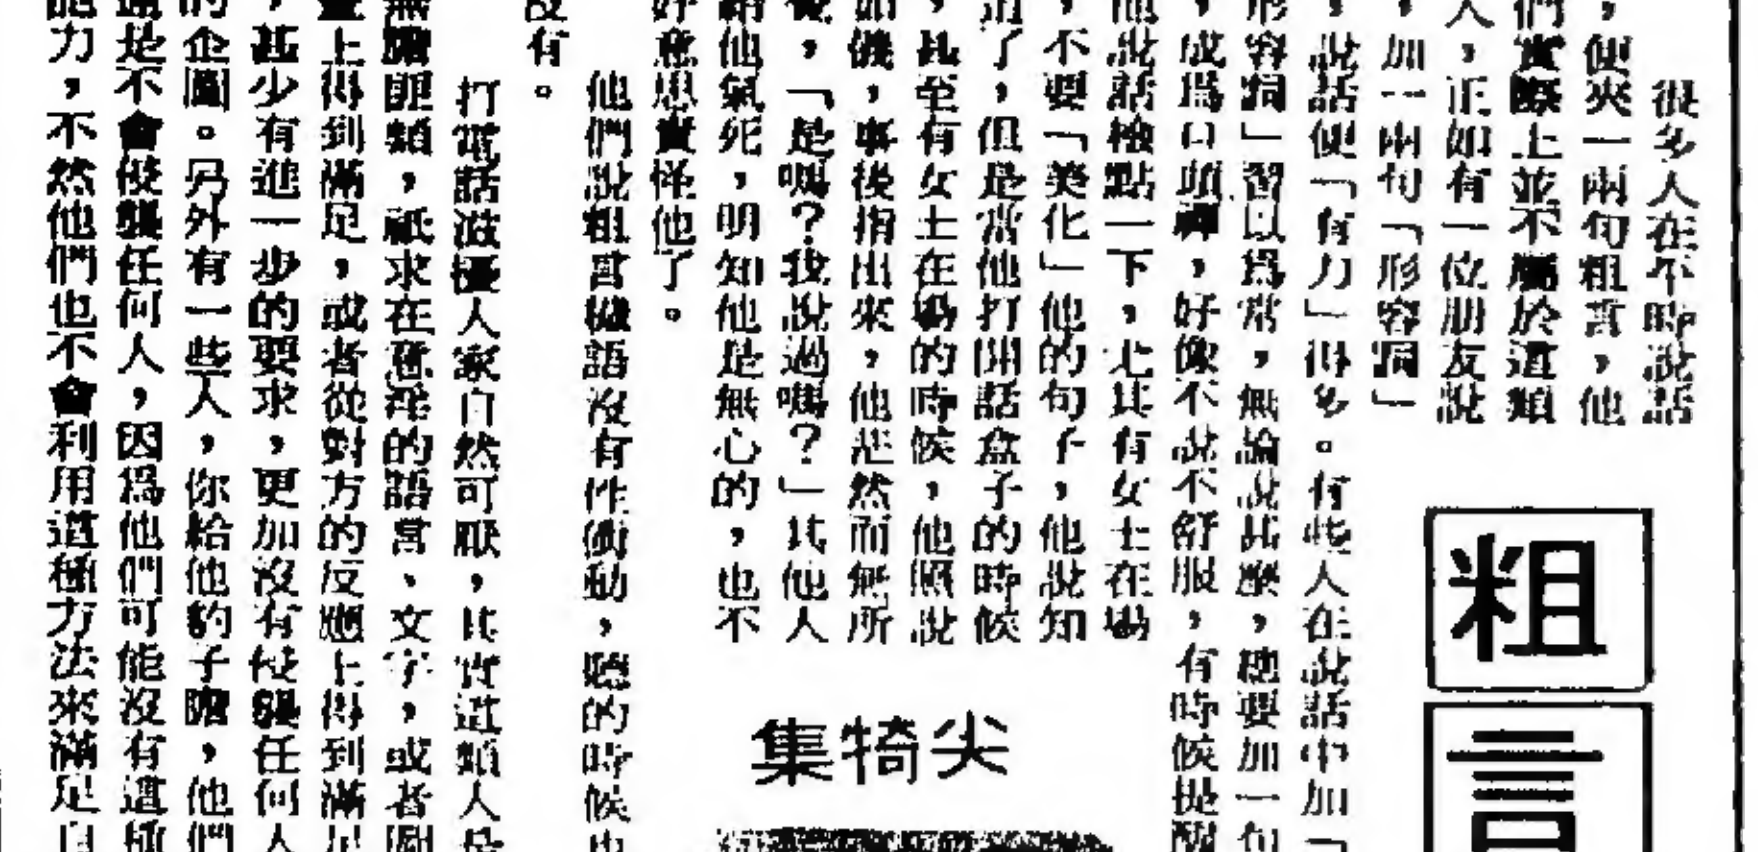 粗言
很多人在不時說話
，便夾一兩句粗言，他
們實際上並不屬於這類
人，正如有一位朋友說
，加一兩句「形容詞」
，說話便「有力」得多。有些人在說話中加「
形容詞」習以為常，無論說甚麼，總要加一句
，成為口頭禪，好像不說不舒服，有時候提醒
他說話檢點一下，尤其有女士在場
，不要「美化」他的句子，他說知
道了，但是當他打開話盒子的時候
，甚至有女士在場的時候，他照說
如儀，事後指出來，他茫然而無所
後，「是嗎？我說過嗎？」其他人
給他氣死，明知他是無心的，也不
好意思責怪他了。
他們說粗言穢語沒有性衝動，聽的時候也
沒有。
打電話滋擾人家自然可厭，其實這類人是
無膽匪類，祇求在意淫的語言、文字，或者圖
畫上得到滿足，或者從對方的反應上得到滿足
，甚少有進一步的要求，更加沒有侵襲任何人
的企圖。另外有一些人，你給他豹子膽，他們
還是不會侵襲任何人，因為他們可能沒有這種
能力，不然他們也不會利用這種方法來滿足自
尖犄集